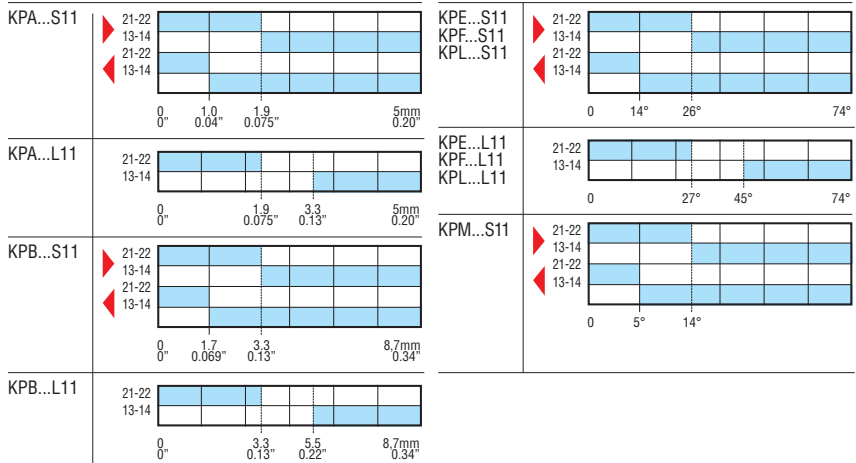 KPA...S11
21-22
13-14
21-22
13-14
0 1.0 1.9 5mm
0" 0.04" 0.075" 0.20"
KPA...L11
21-22
13-14
0 1.9 3.3 5mm
0" 0.075" 0.13" 0.20"
KPB...S11
21-22
13-14
21-22
13-14
0 1.7 3.3 8,7mm
0" 0.069" 0.13" 0.34"
KPB...L11
21-22
13-14
0 3.3 5.5 8,7mm
0" 0.13" 0.22" 0.34"
KPE...S11
KPF...S11
KPL...S11
21-22
13-14
21-22
13-14
0 14° 26° 74°
KPE...L11
KPF...L11
KPL...L11
21-22
13-14
0 27° 45° 74°
KPM...S11
21-22
13-14
21-22
13-14
0 5° 14°